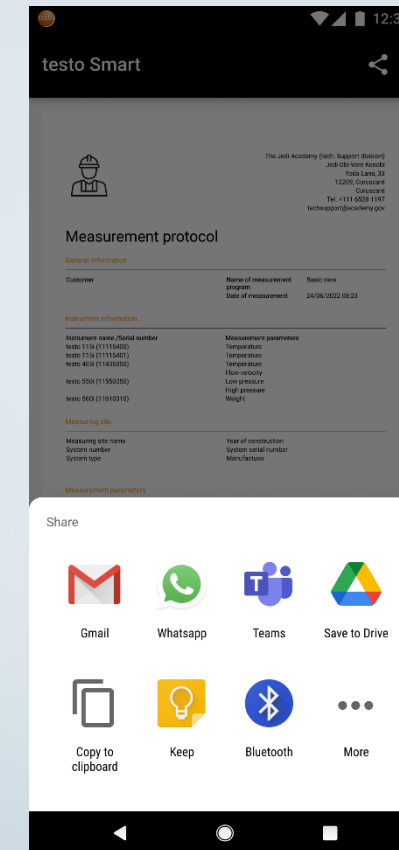 12:3
testo Smart
The Jedi Academy (tech. Support division)
Jedi Obi-Vent Kenobi
Yoda Lane, 33
12209, Coruscant
Coruscant
Tel. +111 6528 1197
techsupport@jacademy.gov
Measurement protocol
General information
Customer
Name of measurement program
Basic view
Date of measurement
24/06/2022 08:23
Instrument information
Instrument name /Serial number
Measurement parameters
testo 115i (11115400)
Temperature
testo 115i (11115401)
Temperature
testo 405i (11405050)
Temperature
Flow velocity
testo 550i (11550250)
Low pressure
High pressure
testo 560i (11610310)
Weight
Measuring site
Measuring site name
Year of construction
System number
System serial number
System type
Manufacturer
Measurement parameters
Share
Gmail
Whatsapp
Teams
Save to Drive
Copy to
clipboard
Keep
Bluetooth
More